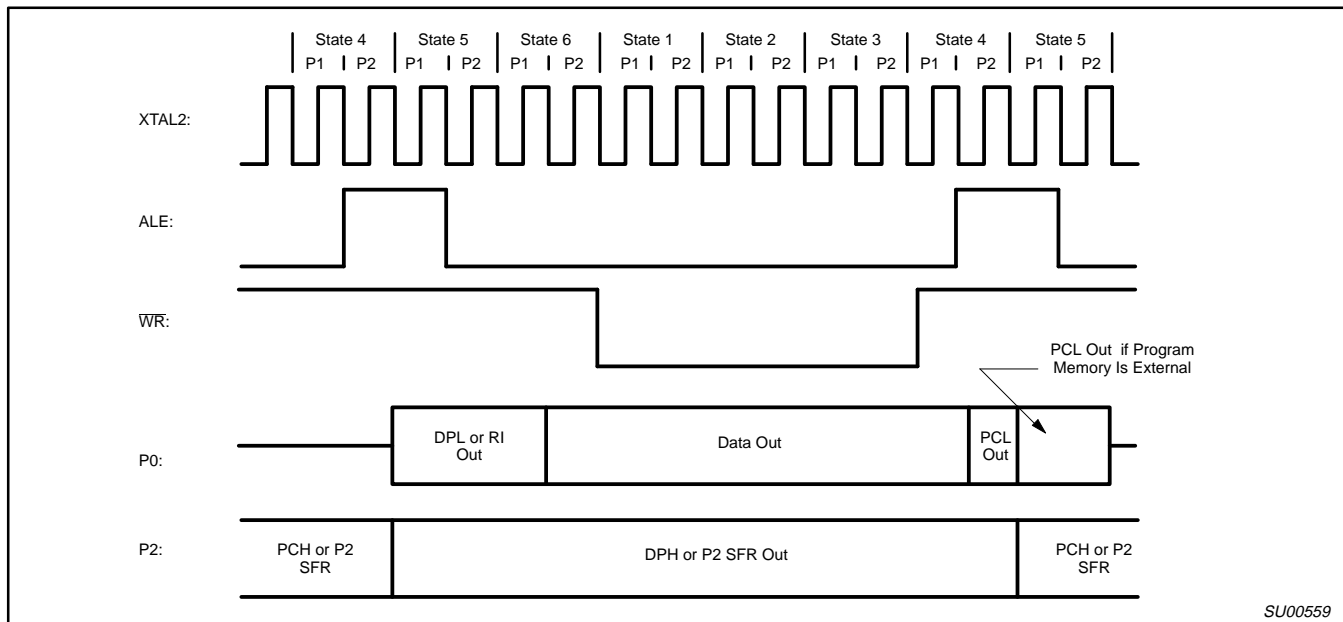 State 4 State 5 State 6 State 1 State 2 State 3 State 4 State 5
P1 P2 P1 P2 P1 P2 P1 P2 P1 P2 P1 P2 P1 P2 P1 P2
XTAL2:
ALE:
WR:
PCL Out if Program
Memory Is External
P0:
DPL or RI
Out
Data Out
PCL
Out
P2:
PCH or P2
SFR
DPH or P2 SFR Out
PCH or P2
SFR
SU00559